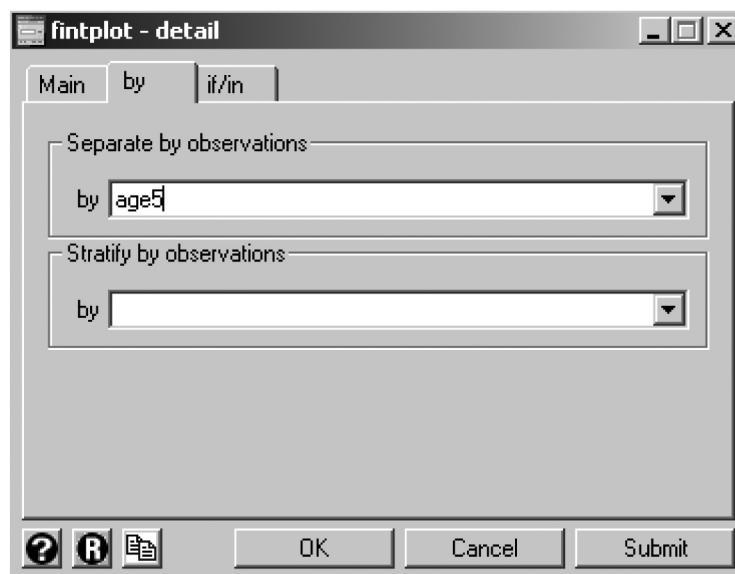 fintplot - detail
Main by if/in
Separate by observations
by age5
Stratify by observations
by
? R OK Cancel Submit